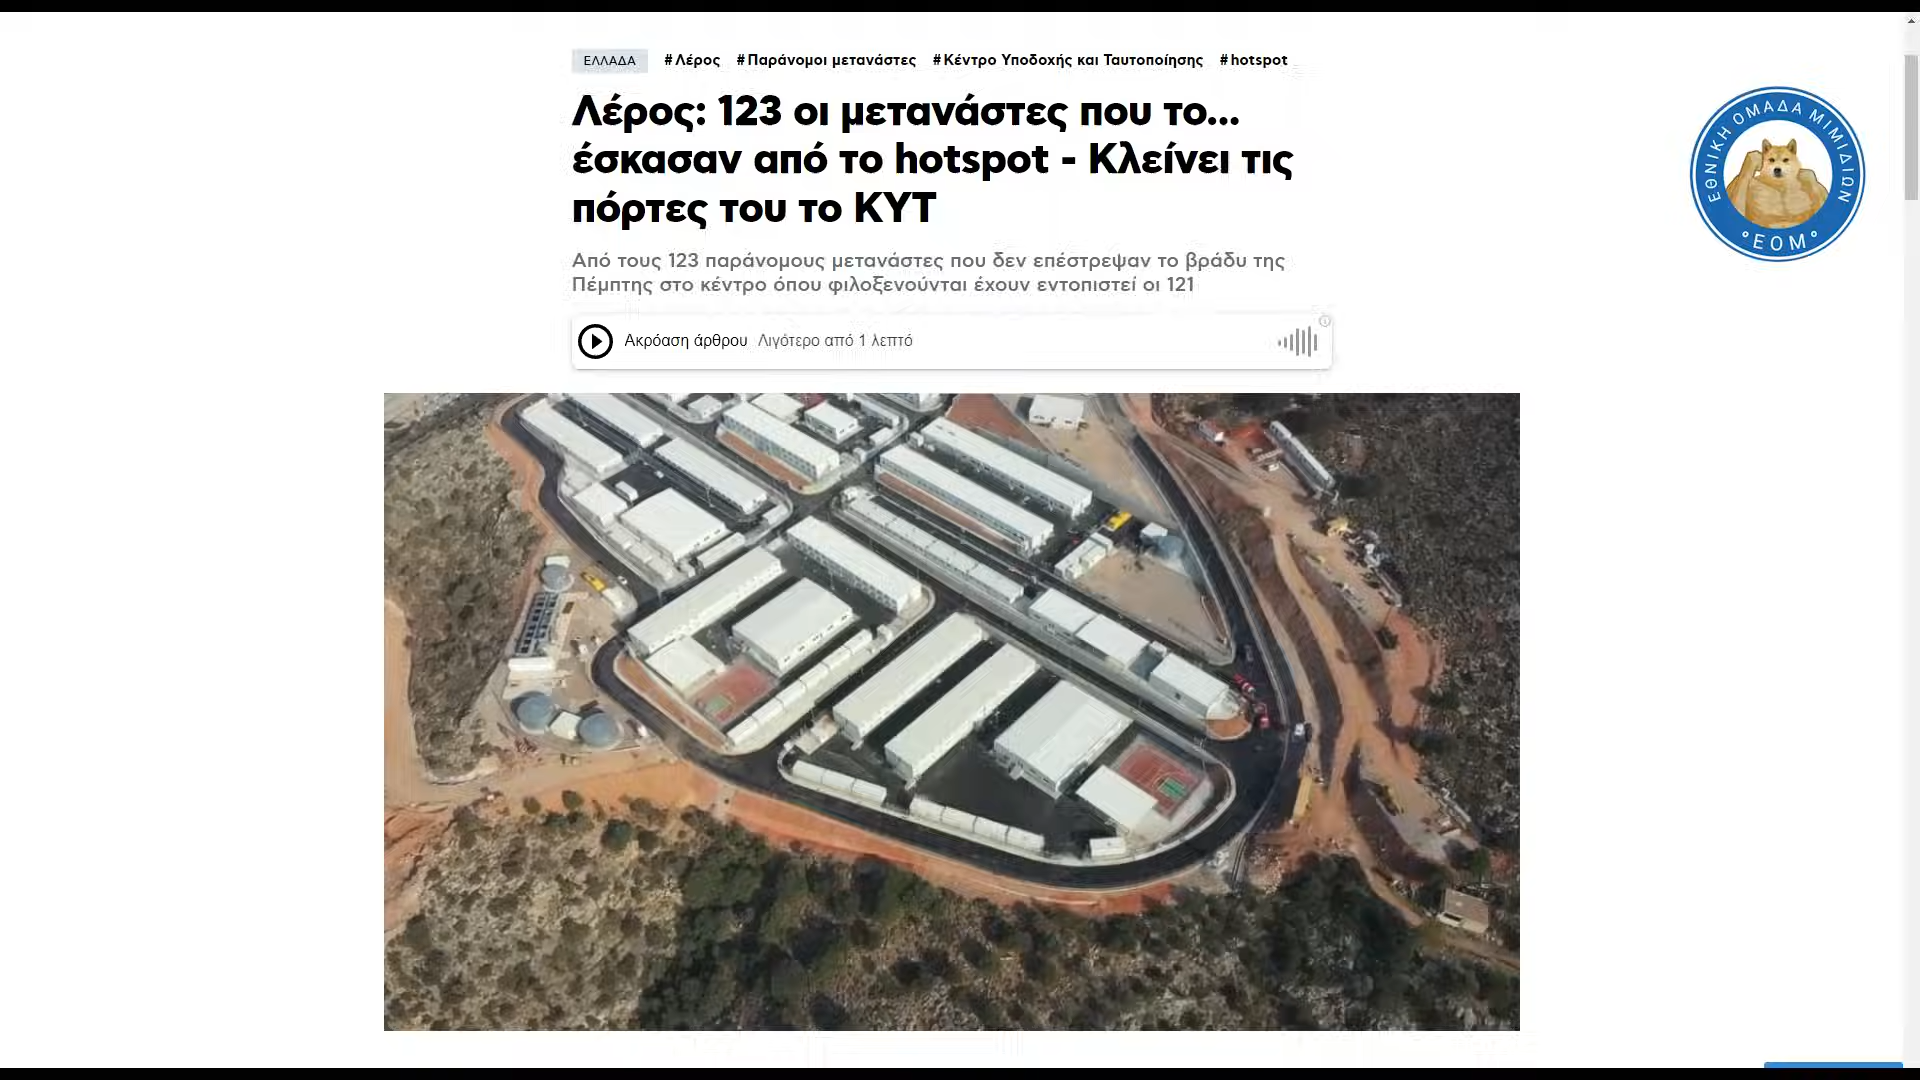 ΕΛΛΑΔΑ #Λέρος #Παράνομοι μετανάστες #Κέντρο Υποδοχής και Ταυτοποίησης #hotspot
Λέρος: 123 οι μετανάστες που το...
έσκασαν από το hotspot - Κλείνει τις
πόρτες του το ΚΥΤ
Από τους 123 παράνομους μετανάστες που δεν επέστρεψαν το βράδυ της
Πέμπτης στο κέντρο όπου φιλοξενούνται έχουν εντοπιστεί οι 121
Ακρόαση άρθρου Λιγότερο από 1 λεπτό
ΕΘΝΙΚΗ ΟΜΑΔΑ ΜΙΜΙΔΙΩΝ
°ΕΟΜ°